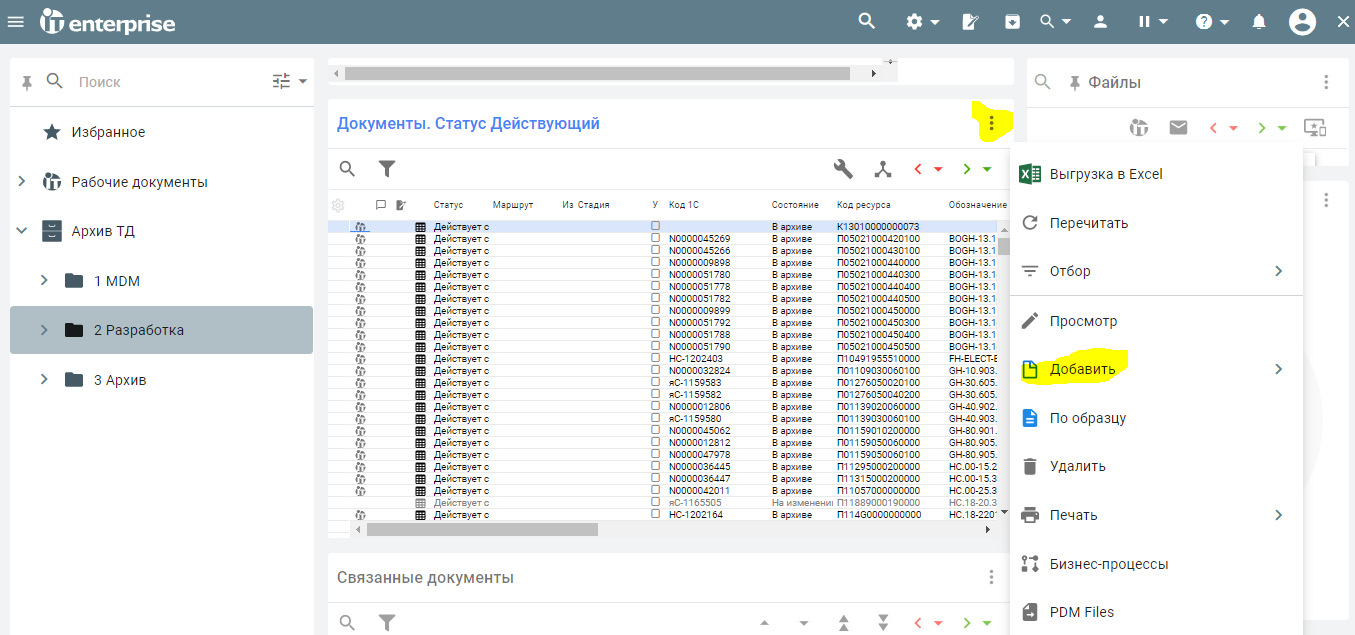 enterprise
Поиск
Избранное
Рабочие документы
Архив ТД
1 MDM
2 Разработка
3 Архив
Документы. Статус Действующий
Статус Маршрут Из Стадия У Код 1С Состояние Код ресурса Обозначение
Действует с В архиве К13010000000073
Действует с N0000045269 В архиве П05021000420100 BOGH-13.1
Действует с N0000045266 В архиве П05021000430100 BOGH-13.1
Действует с N0000009898 В архиве П05021000440000 BOGH-13.1
Действует с N0000051780 В архиве П05021000440300 BOGH-13.1
Действует с N0000051778 В архиве П05021000440400 BOGH-13.1
Действует с N0000051782 В архиве П05021000440500 BOGH-13.1
Действует с N0000009899 В архиве П05021000450000 BOGH-13.1
Действует с N0000051792 В архиве П05021000450300 BOGH-13.1
Действует с N0000051788 В архиве П05021000450400 BOGH-13.1
Действует с N0000051790 В архиве П05021000450500 BOGH-13.1
Действует с НС-1202403 В архиве П10491955510000 FH-ELECT-E
Действует с N0000032824 В архиве П01109030060100 GH-10.903.
Действует с яС-1159583 В архиве П01276050020100 GH-30.605.
Действует с яС-1159582 В архиве П01276050040200 GH-30.605.
Действует с N0000012806 В архиве П01139020060000 GH-40.902.
Действует с яС-1159580 В архиве П01139030060100 GH-40.903.
Действует с N0000045062 В архиве П01159010200000 GH-80.901.
Действует с N0000012812 В архиве П01159050060000 GH-80.905.
Действует с N0000047978 В архиве П01159050070000 GH-80.905.
Действует с N0000036445 В архиве П11295000200000 НС.00-15.2
Действует с N0000036447 В архиве П11315000200000 НС.00-25.3
Действует с N0000042011 В архиве П11057000000000 НС.00-25.3
Действует с яС-1165505 На изменени П11889000190000 НС.18-20.3
Действует с НС-1202164 В архиве П114G0000000000 НС.18-2201
Связанные документы
Файлы
Выгрузка в Excel
Перечитать
Отбор
Просмотр
Добавить
По образцу
Удалить
Печать
Бизнес-процессы
PDM Files